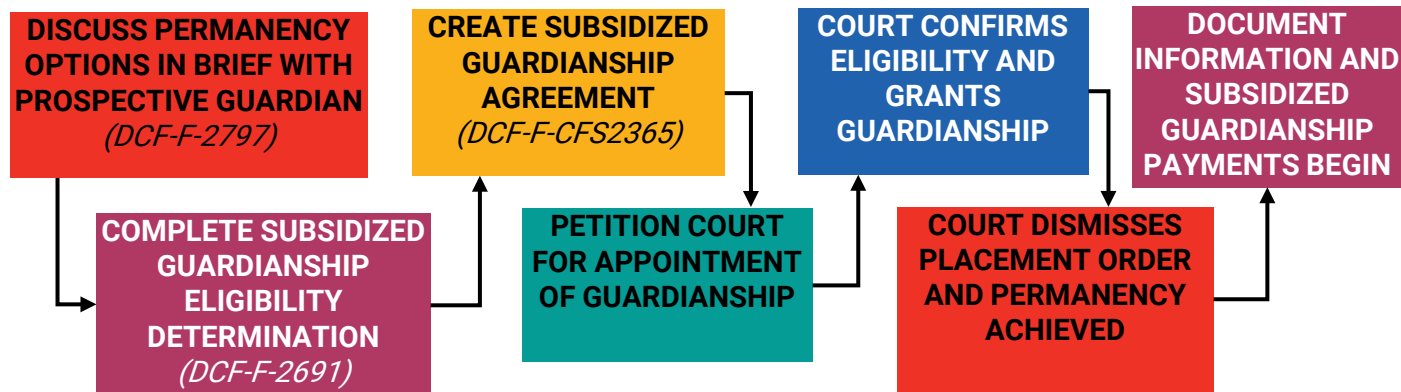 DISCUSS PERMANENCY
OPTIONS IN BRIEF WITH
PROSPECTIVE GUARDIAN
(DCF-F-2797)
COMPLETE SUBSIDIZED
GUARDIANSHIP
ELIGIBILITY
DETERMINATION
(DCF-F-2691)
CREATE SUBSIDIZED
GUARDIANSHIP
AGREEMENT
(DCF-F-CFS2365)
PETITION COURT
FOR APPOINTMENT
OF GUARDIANSHIP
COURT CONFIRMS
ELIGIBILITY AND
GRANTS
GUARDIANSHIP
COURT DISMISSES
PLACEMENT ORDER
AND PERMANENCY
ACHIEVED
DOCUMENT
INFORMATION AND
SUBSIDIZED
GUARDIANSHIP
PAYMENTS BEGIN